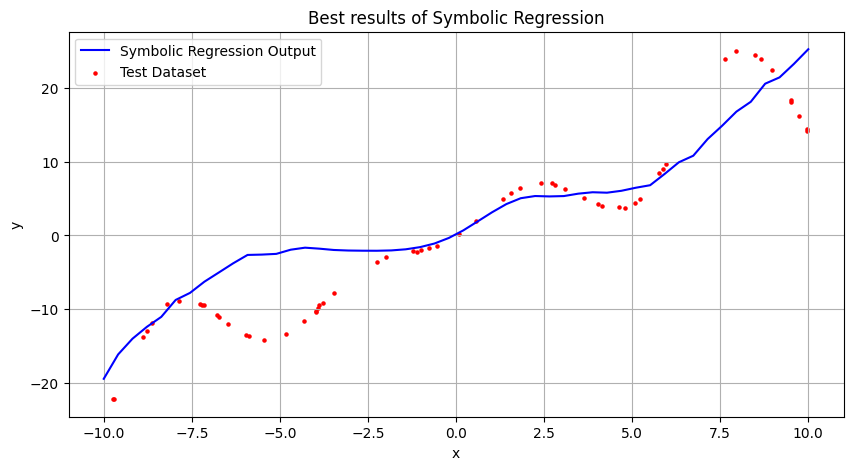 Best results of Symbolic Regression
Symbolic Regression Output
Test Dataset
20
10
0
−10
−20
y
−10.0 −7.5 −5.0 −2.5 0.0 2.5 5.0 7.5 10.0
x